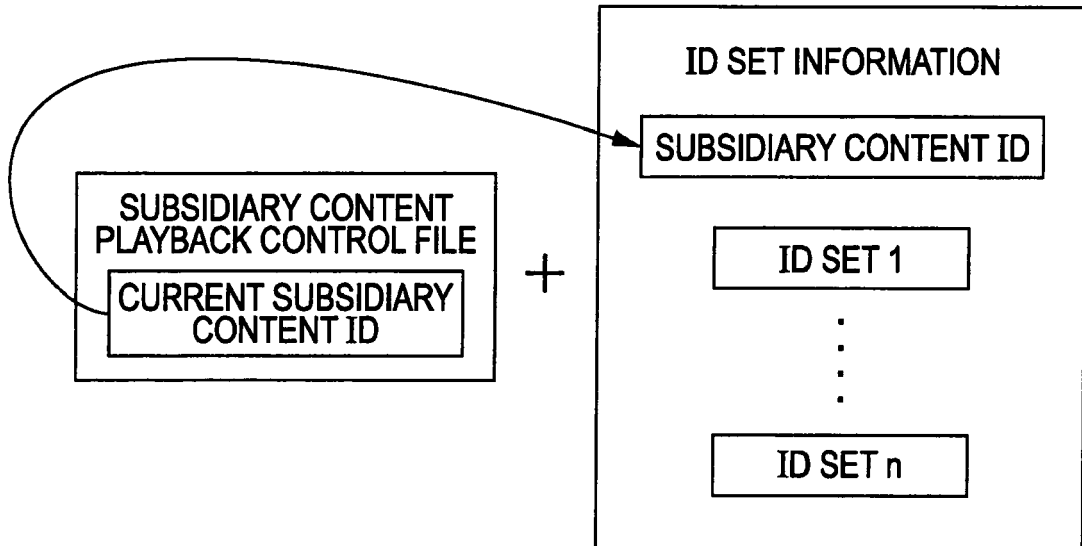 SUBSIDIARY CONTENT
PLAYBACK CONTROL FILE
CURRENT SUBSIDIARY
CONTENT ID
+
ID SET INFORMATION
SUBSIDIARY CONTENT ID
ID SET 1
ID SET n